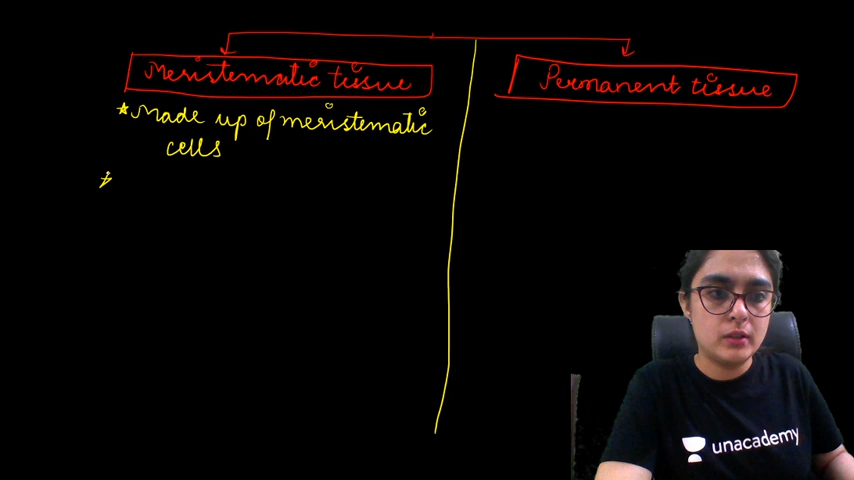 Meristematic tissue
Permanent tissue
*Made up of meristematic
cells
*
unacademy